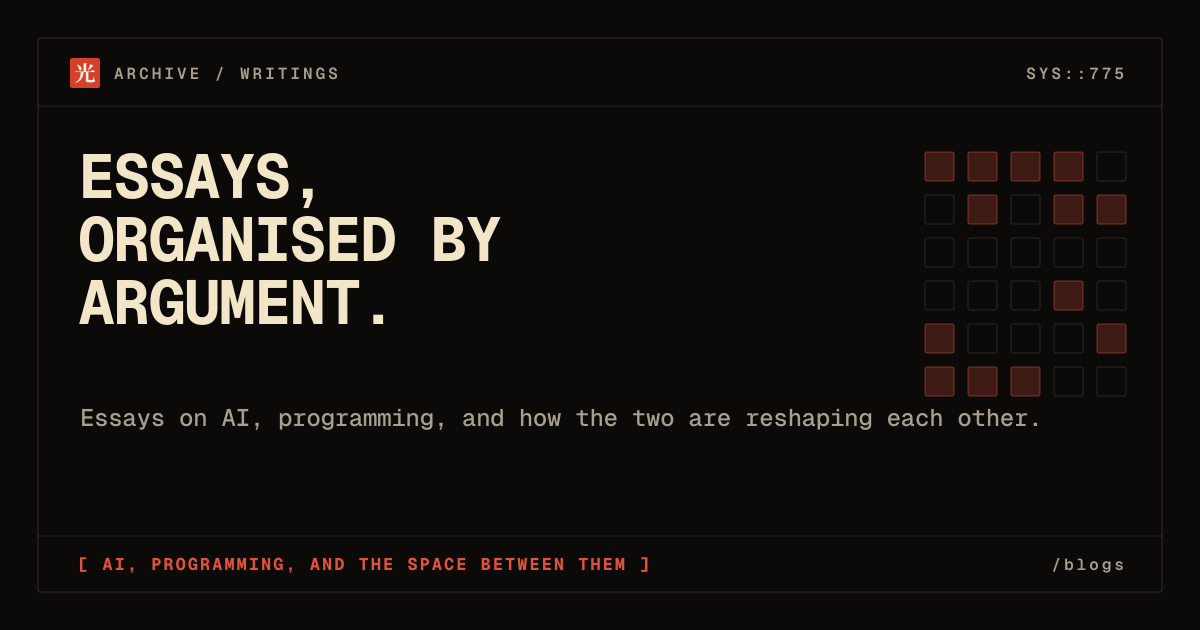 光 ARCHIVE / WRITINGS
SYS::775
ESSAYS,
ORGANISED BY
ARGUMENT.
Essays on AI, programming, and how the two are reshaping each other.
[ AI, PROGRAMMING, AND THE SPACE BETWEEN THEM ]
/blogs